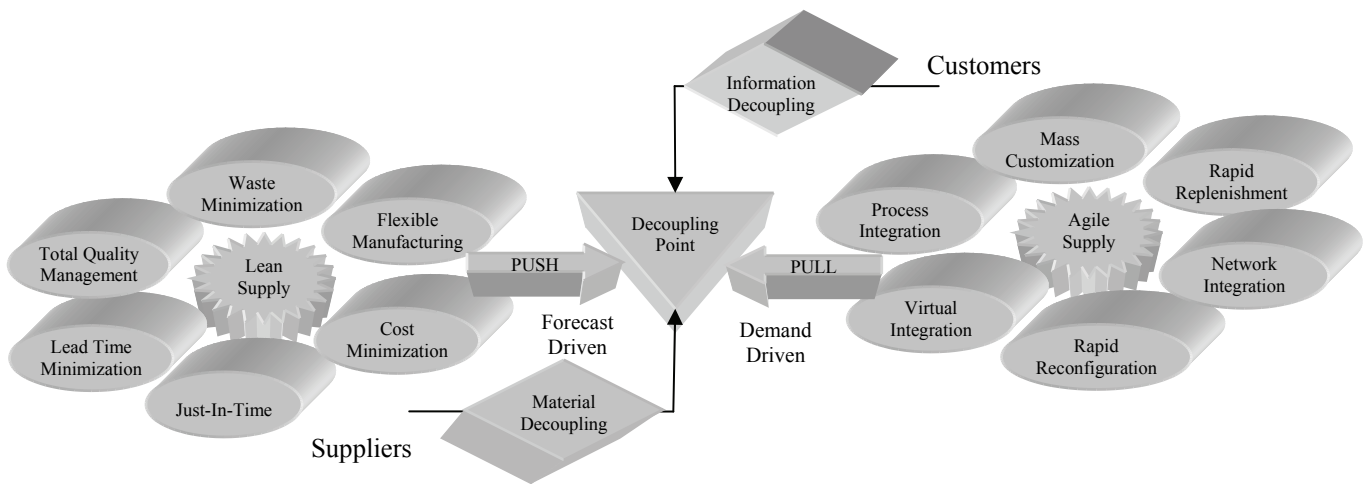 Customers
Information
Decoupling
Waste
Minimization
Flexible
Manufacturing
Total Quality
Management
Lean
Supply
Lead Time
Minimization
Cost
Minimization
Just-In-Time
PUSH
Forecast
Driven
Decoupling
Point
PULL
Demand
Driven
Material
Decoupling
Suppliers
Mass
Customization
Rapid
Replenishment
Process
Integration
Agile
Supply
Network
Integration
Virtual
Integration
Rapid
Reconfiguration